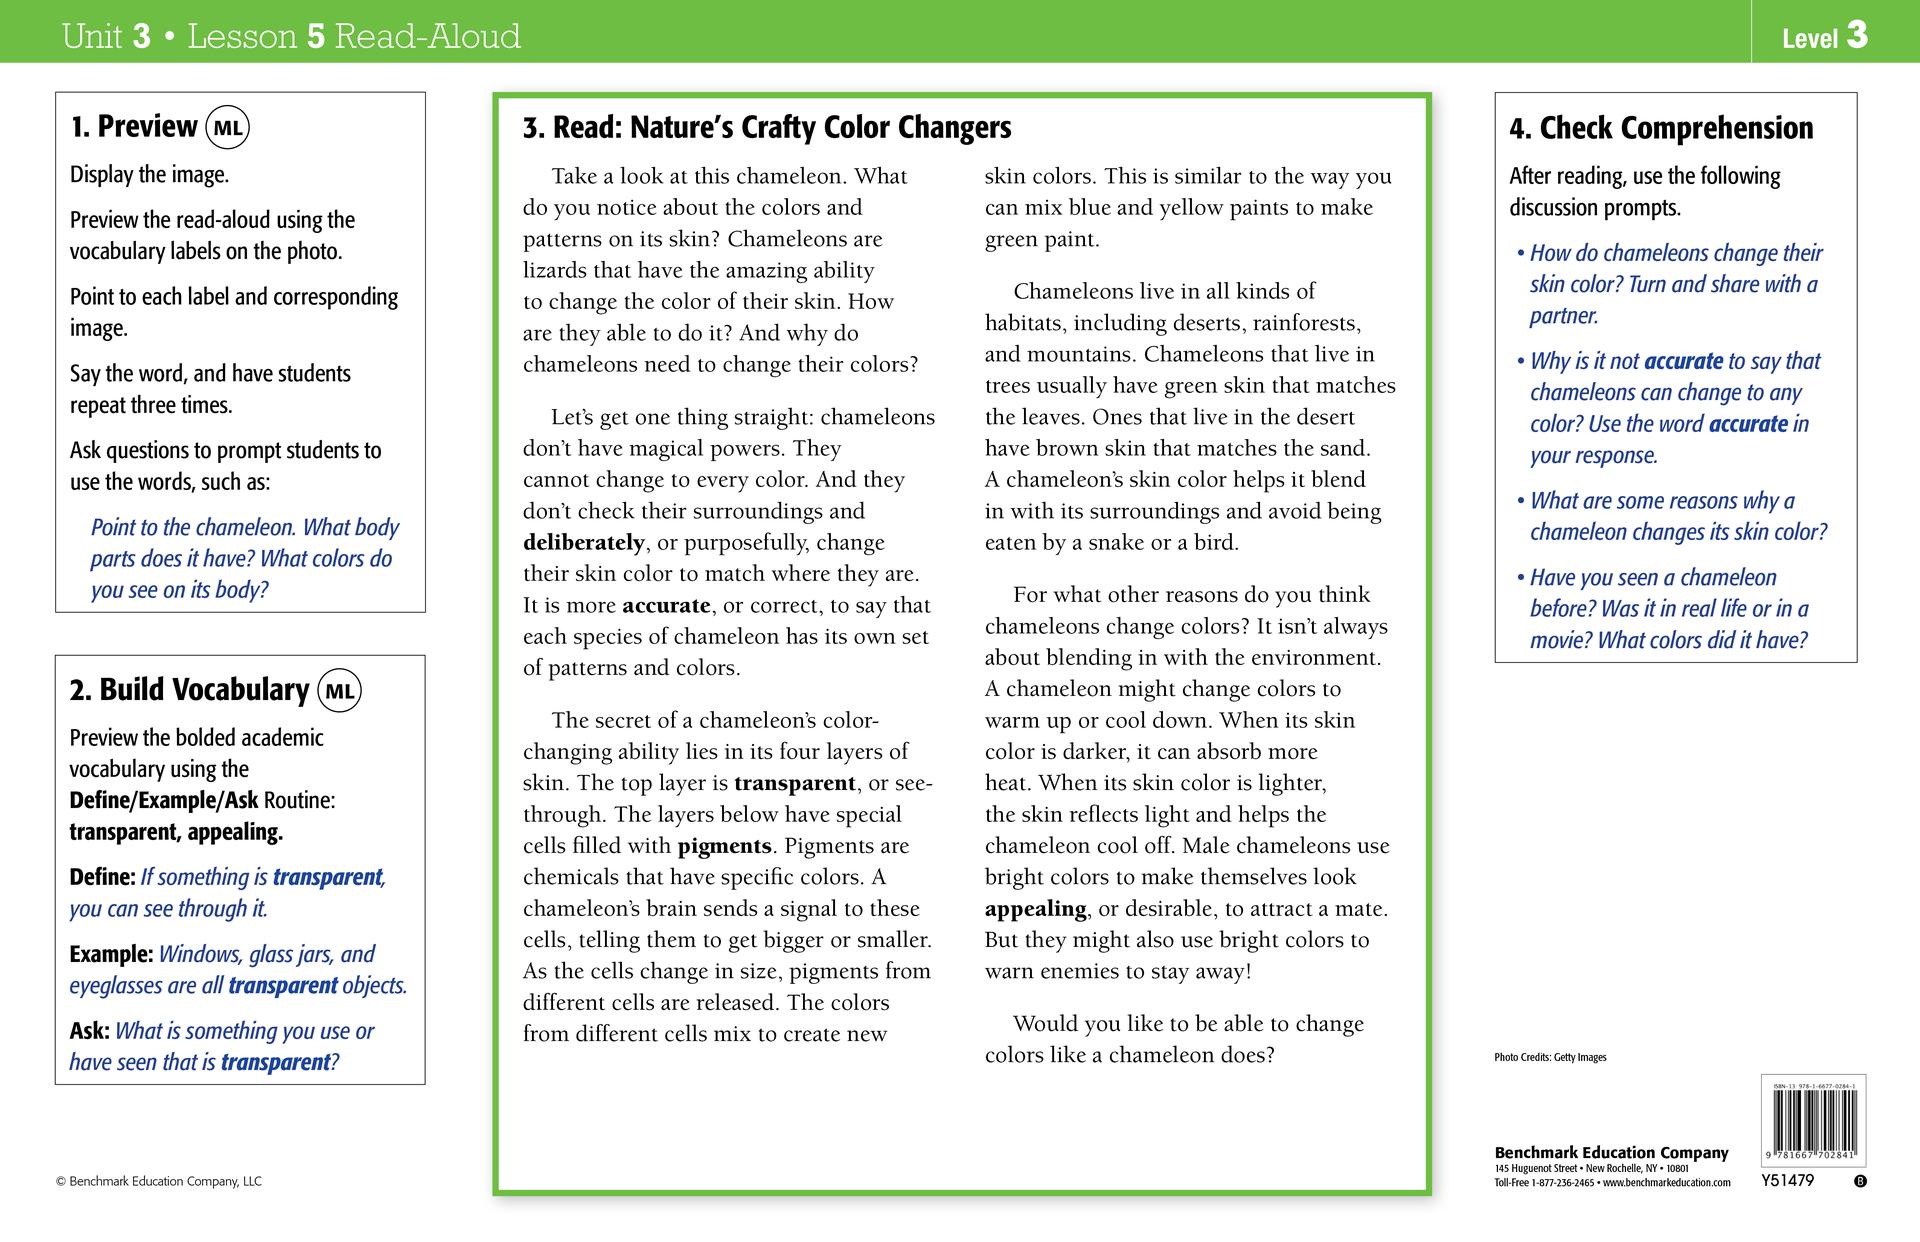 Unit 3 • Lesson 5 Read-Aloud
Level 3
1. Preview ML
Display the image.
Preview the read-aloud using the
vocabulary labels on the photo.
Point to each label and corresponding
image.
Say the word, and have students
repeat three times.
Ask questions to prompt students to
use the words, such as:
Point to the chameleon. What body
parts does it have? What colors do
you see on its body?
2. Build Vocabulary ML
Preview the bolded academic
vocabulary using the
Define/Example/Ask Routine:
transparent, appealing.
Define: If something is transparent,
you can see through it.
Example: Windows, glass jars, and
eyeglasses are all transparent objects.
Ask: What is something you use or
have seen that is transparent?
© Benchmark Education Company, LLC
3. Read: Nature's Crafty Color Changers
Take a look at this chameleon. What
do you notice about the colors and
patterns on its skin? Chameleons are
lizards that have the amazing ability
to change the color of their skin. How
are they able to do it? And why do
chameleons need to change their colors?
Let's get one thing straight: chameleons
don't have magical powers. They
cannot change to every color. And they
don't check their surroundings and
deliberately, or purposefully, change
their skin color to match where they are.
It is more accurate, or correct, to say that
each species of chameleon has its own set
of patterns and colors.
The secret of a chameleon's color-
changing ability lies in its four layers of
skin. The top layer is transparent, or see-
through. The layers below have special
cells filled with pigments. Pigments are
chemicals that have specific colors. A
chameleon's brain sends a signal to these
cells, telling them to get bigger or smaller.
As the cells change in size, pigments from
different cells are released. The colors
from different cells mix to create new
skin colors. This is similar to the way you
can mix blue and yellow paints to make
green paint.
Chameleons live in all kinds of
habitats, including deserts, rainforests,
and mountains. Chameleons that live in
trees usually have green skin that matches
the leaves. Ones that live in the desert
have brown skin that matches the sand.
A chameleon's skin color helps it blend
in with its surroundings and avoid being
eaten by a snake or a bird.
For what other reasons do you think
chameleons change colors? It isn't always
about blending in with the environment.
A chameleon might change colors to
warm up or cool down. When its skin
color is darker, it can absorb more
heat. When its skin color is lighter,
the skin reflects light and helps the
chameleon cool off. Male chameleons use
bright colors to make themselves look
appealing, or desirable, to attract a mate.
But they might also use bright colors to
warn enemies to stay away!
Would you like to be able to change
colors like a chameleon does?
4. Check Comprehension
After reading, use the following
discussion prompts.
• How do chameleons change their
skin color? Turn and share with a
partner.
• Why is it not accurate to say that
chameleons can change to any
color? Use the word accurate in
your response.
• What are some reasons why a
chameleon changes its skin color?
• Have you seen a chameleon
before? Was it in real life or in a
movie? What colors did it have?
Photo Credits: Getty Images
Benchmark Education Company
145 Huguenot Street • New Rochelle, NY • 10801
Toll-Free 1-877-236-2465 • www.benchmarkeducation.com
ISBN-13: 978-1-6677-0284-1
9 781667 702841
Y51479
B